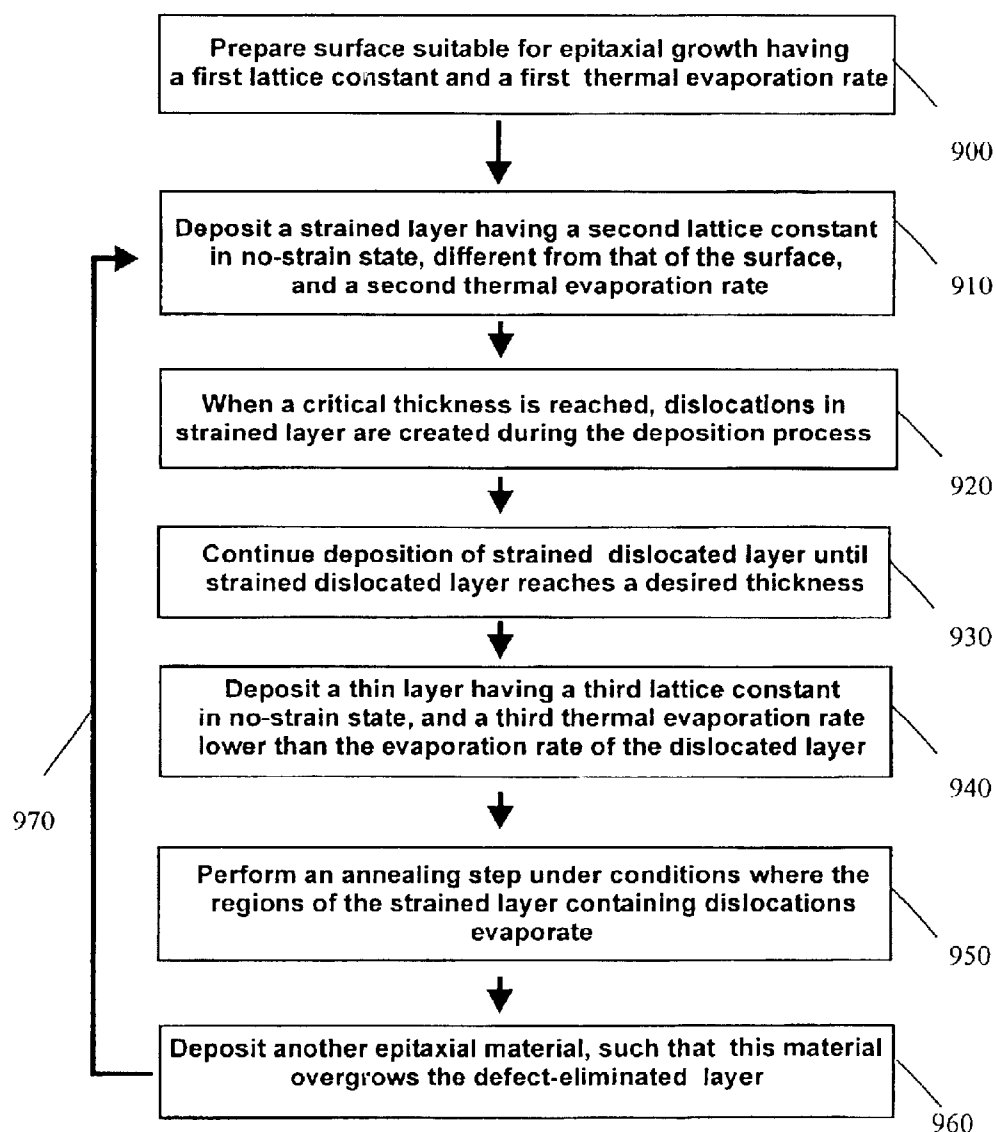 Prepare surface suitable for epitaxial growth having
a first lattice constant and a first thermal evaporation rate
900
Deposit a strained layer having a second lattice constant
in no-strain state, different from that of the surface,
and a second thermal evaporation rate
910
When a critical thickness is reached, dislocations in
strained layer are created during the deposition process
920
Continue deposition of strained dislocated layer until
strained dislocated layer reaches a desired thickness
930
Deposit a thin layer having a third lattice constant
in no-strain state, and a third thermal evaporation rate
lower than the evaporation rate of the dislocated layer
940
970
Perform an annealing step under conditions where the
regions of the strained layer containing dislocations
evaporate
950
Deposit another epitaxial material, such that this material
overgrows the defect-eliminated layer
960